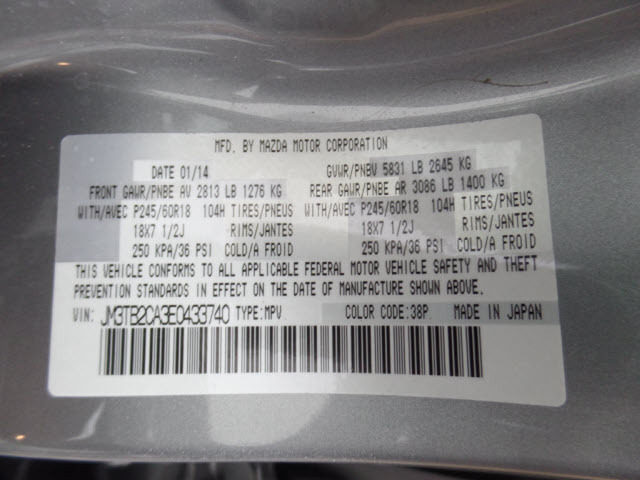 MFD. BY MAZDA MOTOR CORPORATION
DATE 01/14 GVWR/PNBV 5831 LB 2645 KG
FRONT GAWR/PNBE AV 2813 LB 1276 KG REAR GAWR/PNBE AR 3086 LB 1400 KG
WITH/AVEC P245/60R18 104H TIRES/PNEUS WITH/AVEC P245/60R18 104H TIRES/PNEUS
18X7 1/2J RIMS/JANTES 18X7 1/2J RIMS/JANTES
250 KPA/36 PSI COLD/A FROID 250 KPA/36 PSI COLD/A FROID
THIS VEHICLE CONFORMS TO ALL APPLICABLE FEDERAL MOTOR VEHICLE SAFETY AND THEFT
PREVENTION STANDARDS IN EFFECT ON THE DATE OF MANUFACTURE SHOWN ABOVE.
VIN: JM3TB2CA3E0433740 TYPE:MPV COLOR CODE:38P MADE IN JAPAN